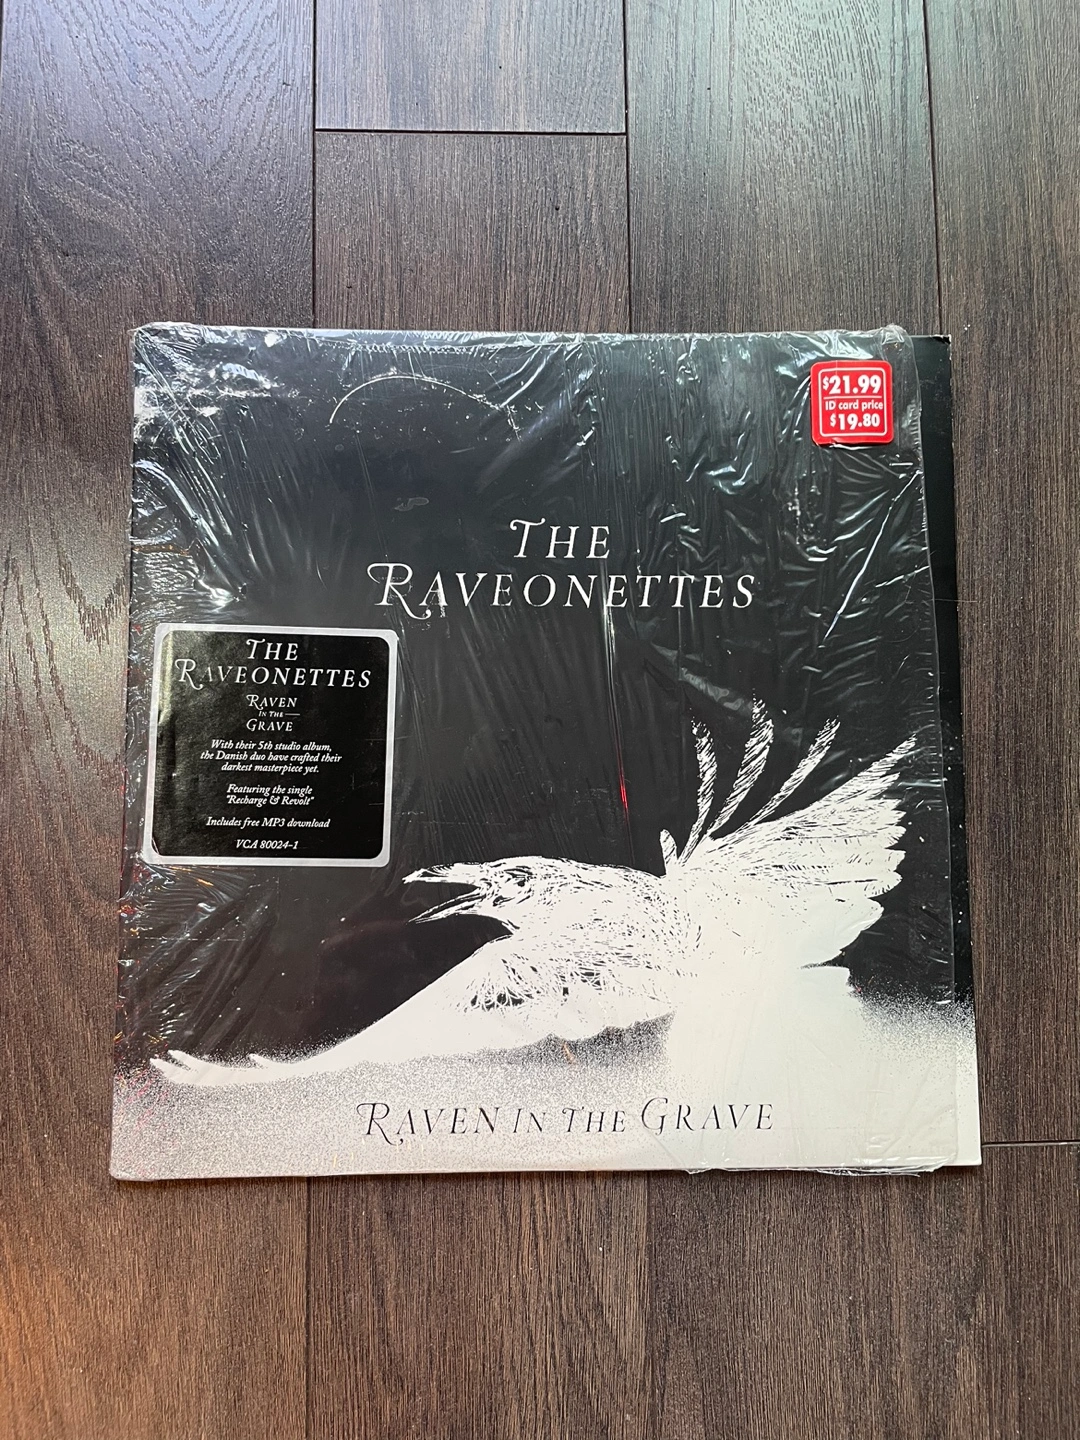 $21.99
ID card price
$19.80
THE
RAVEONETTES
THE
RAVEONETTES
RAVEN
IN THE
GRAVE
With their 5th studio album,
the Danish duo have crafted their
darkest masterpiece yet.
Featuring the single
"Recharge & Revolt"
Includes free MP3 download
VCA 80024-1
RAVEN IN THE GRAVE